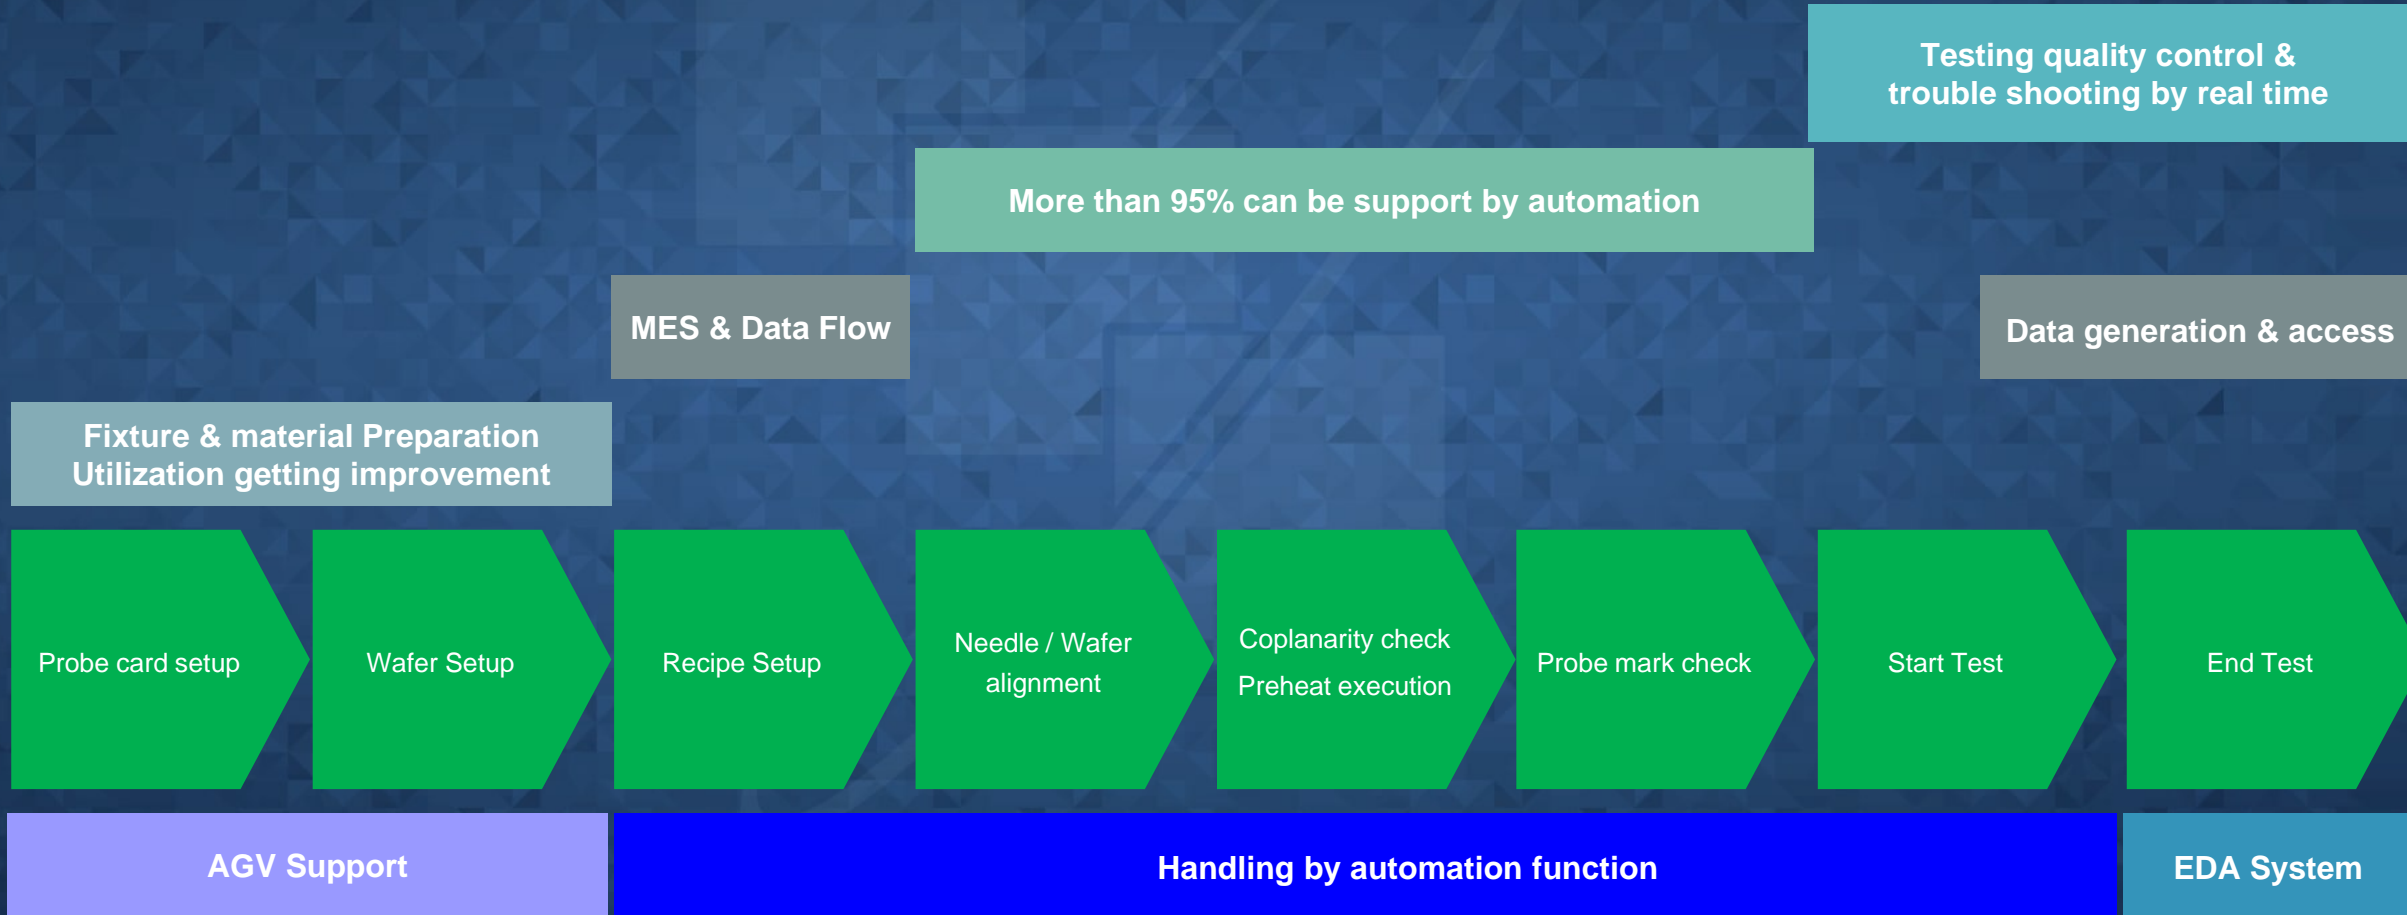 Testing quality control &
trouble shooting by real time
More than 95% can be support by automation
MES & Data Flow
Data generation & access
Fixture & material Preparation
Utilization getting improvement
Probe card setup
Wafer Setup
Recipe Setup
Needle / Wafer
alignment
Coplanarity check
Preheat execution
Probe mark check
Start Test
End Test
AGV Support
Handling by automation function
EDA System